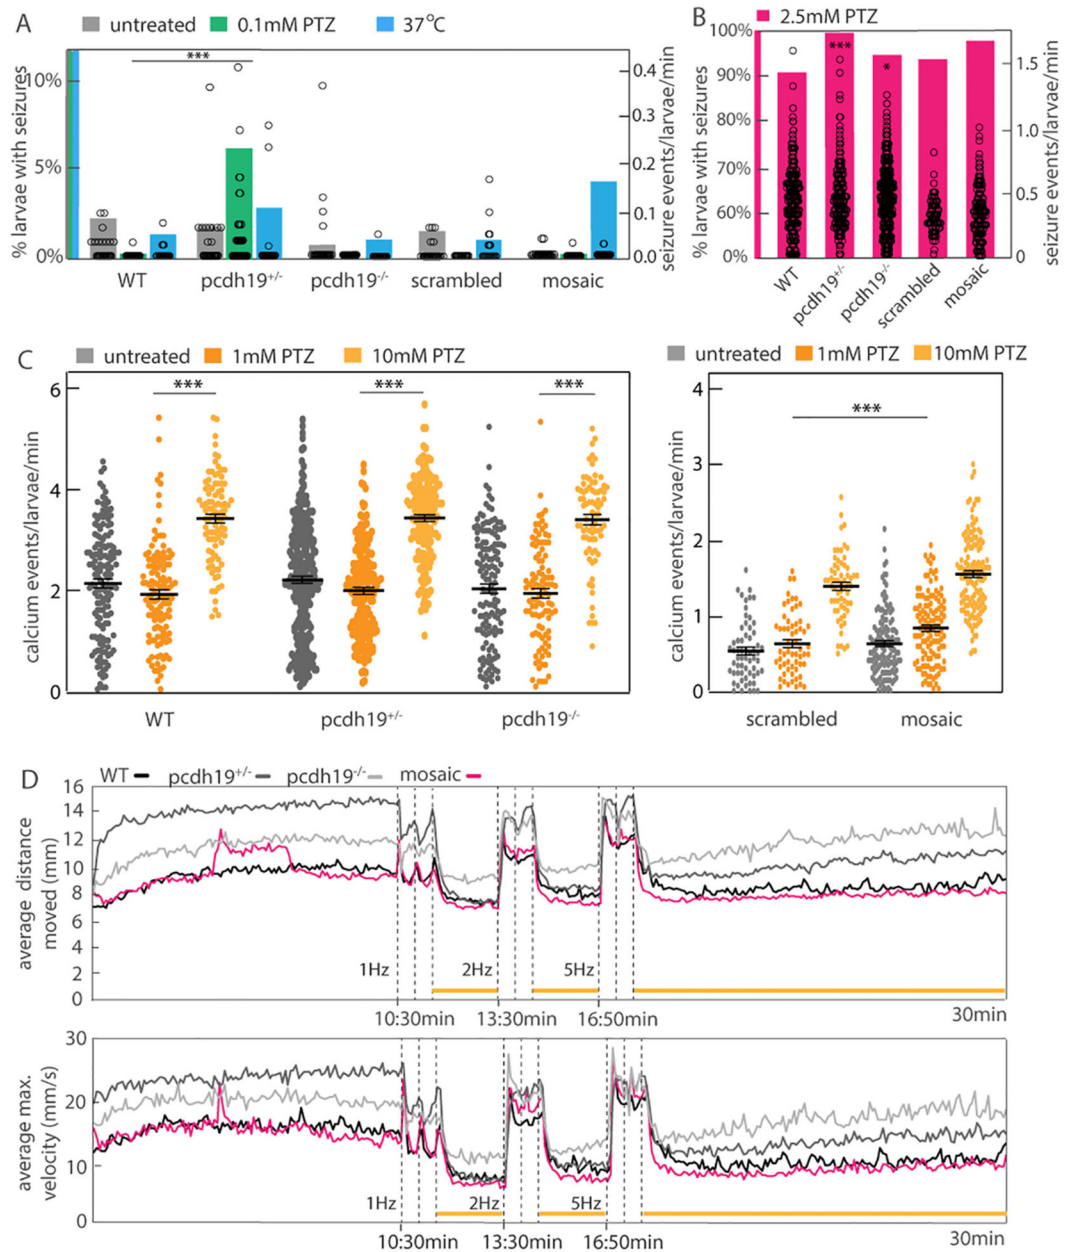 A
untreated 0.1mM PTZ 37°C
% larvae with seizures
10%
5%
0%
***
0.4
0.3
0.2
0.1
0.0
seizure events/larvae/min
WT pcdh19+/- pcdh19-/- scrambled mosaic
B
2.5mM PTZ
% larvae with seizures
100%
90%
80%
70%
60%
0%
***
*
1.5
1.0
0.5
0
seizure events/larvae/min
WT pcdh19+/- pcdh19-/- scrambled mosaic
C
untreated 1mM PTZ 10mM PTZ
calcium events/larvae/min
6
4
2
0
*** *** ***
WT pcdh19+/- pcdh19-/-
untreated 1mM PTZ 10mM PTZ
calcium events/larvae/min
4
3
2
1
0
***
scrambled mosaic
D
WT pcdh19+/- pcdh19-/- mosaic
average distance
moved (mm)
16
14
12
10
8
6
4
2
0
1Hz 2Hz 5Hz
10:30min 13:30min 16:50min 30min
average max.
velocity (mm/s)
30
20
10
0
1Hz 2Hz 5Hz
10:30min 13:30min 16:50min 30min